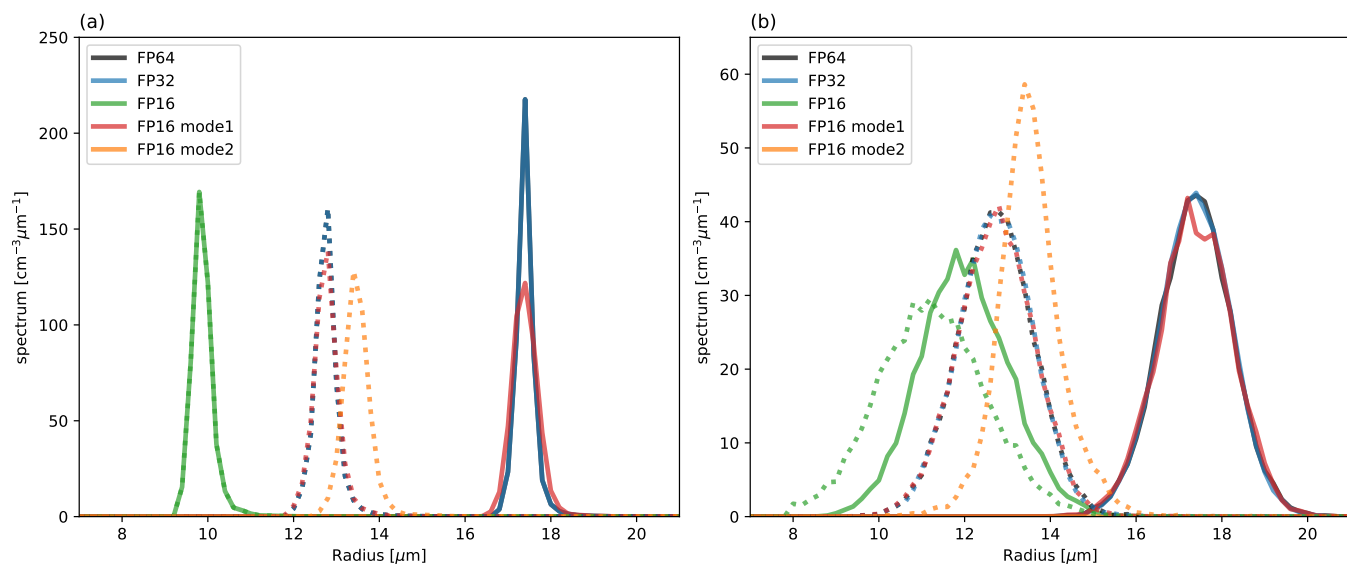 (a)
250
200
150
100
50
0
spectrum [cm⁻³μm⁻¹]
FP64
FP32
FP16
FP16 mode1
FP16 mode2
8 10 12 14 16 18 20
Radius [μm]
(b)
60
50
40
30
20
10
0
spectrum [cm⁻³μm⁻¹]
FP64
FP32
FP16
FP16 mode1
FP16 mode2
8 10 12 14 16 18 20
Radius [μm]